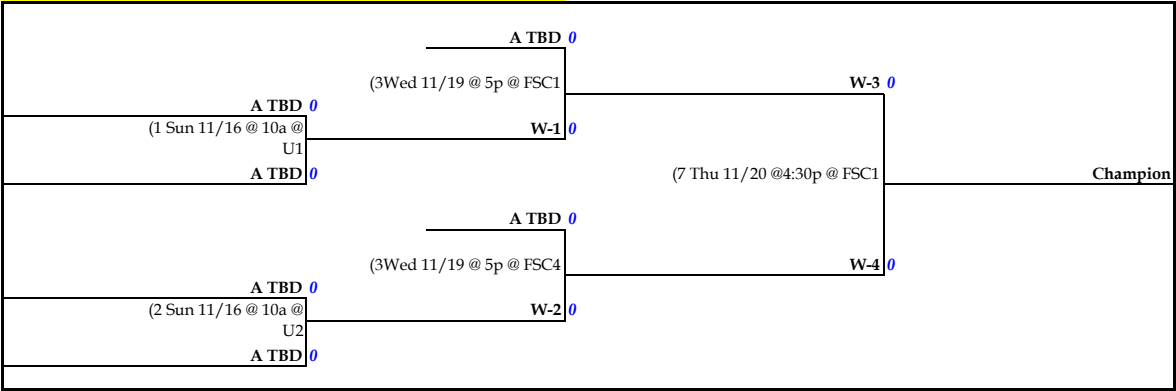 A TBD 0
(3Wed 11/19 @ 5p @ FSC1
W-3 0
A TBD 0
(1 Sun 11/16 @ 10a @
U1
W-1 0
A TBD 0
(7 Thu 11/20 @4:30p @ FSC1
Champion
A TBD 0
(3Wed 11/19 @ 5p @ FSC4
W-4 0
A TBD 0
(2 Sun 11/16 @ 10a @
U2
W-2 0
A TBD 0